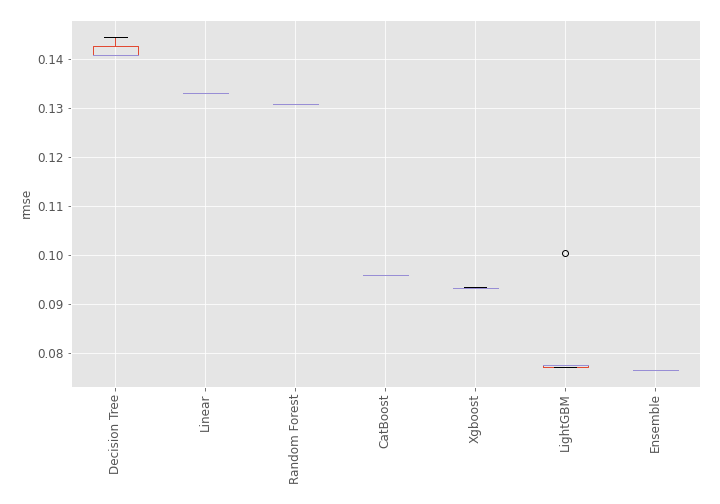 0.14
0.13
0.12
0.11
0.10
0.09
0.08
rmse
Decision Tree
Linear
Random Forest
CatBoost
Xgboost
LightGBM
Ensemble